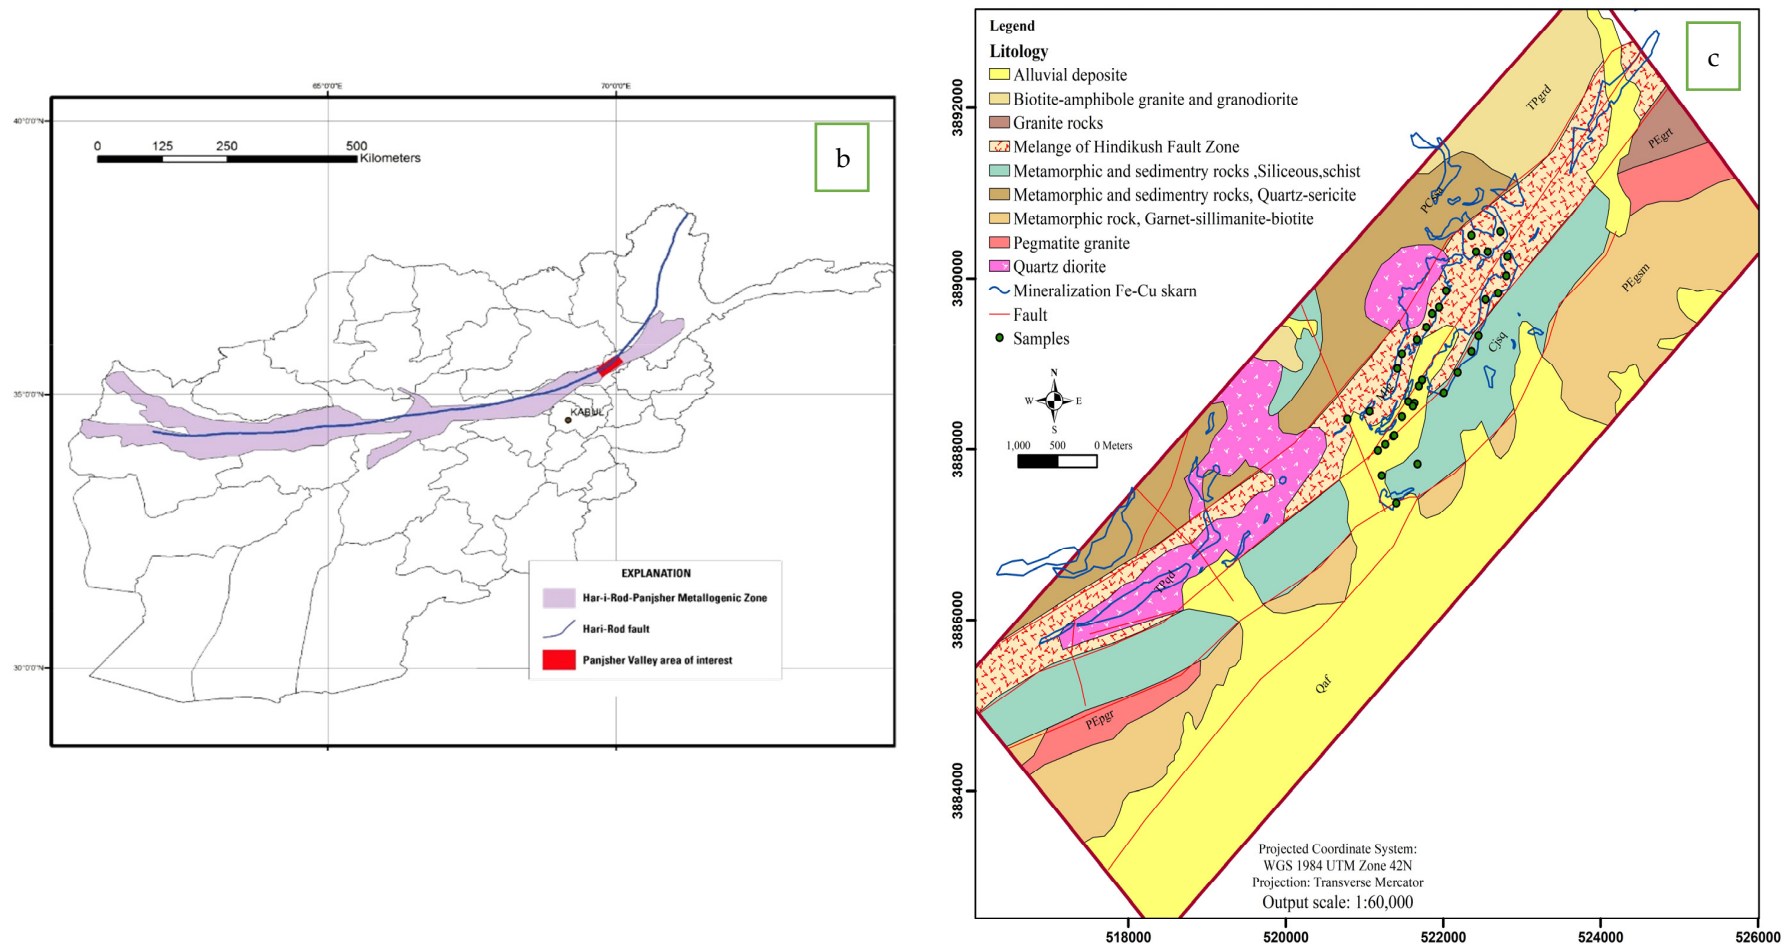 65°0'0"E
70°0'0"E
40°0'0"N
35°0'0"N
30°0'0"N
0 125 250 500
Kilometers
b
KABUL
EXPLANATION
Har-i-Rod-Panjsher Metallogenic Zone
Hari-Rod fault
Panjsher Valley area of interest
c
Legend
Litology
Alluvial deposite
Biotite-amphibole granite and granodiorite
Granite rocks
Melange of Hindikush Fault Zone
Metamorphic and sedimentry rocks ,Siliceous,schist
Metamorphic and sedimentry rocks, Quartz-sericite
Metamorphic rock, Garnet-sillimanite-biotite
Pegmatite granite
Quartz diorite
Mineralization Fe-Cu skarn
Fault
Samples
N
W E
S
1,000 500 0 Meters
TPgrd
PEgrt
PEgsm
Cjsq
TPqd
Qaf
PEpgr
3892000
3890000
3888000
3886000
3884000
Projected Coordinate System:
WGS 1984 UTM Zone 42N
Projection: Transverse Mercator
Output scale: 1:60,000
518000 520000 522000 524000 526000